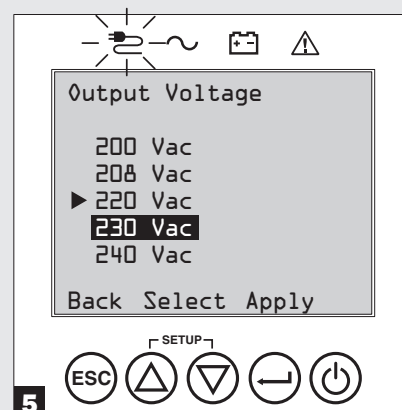 Output Voltage
200 Vac
208 Vac
▶ 220 Vac
230 Vac
240 Vac
Back Select Apply
SETUP
ESC
5